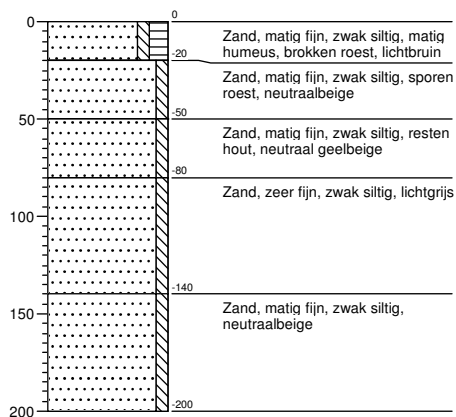 0
0
Zand, matig fijn, zwak siltig, matig
humeus, brokken roest, lichtbruin
-20
Zand, matig fijn, zwak siltig, sporen
roest, neutraalbeige
50
-50
Zand, matig fijn, zwak siltig, resten
hout, neutraal geelbeige
-80
Zand, zeer fijn, zwak siltig, lichtgrijs
100
-140
Zand, matig fijn, zwak siltig,
neutraalbeige
150
200
-200